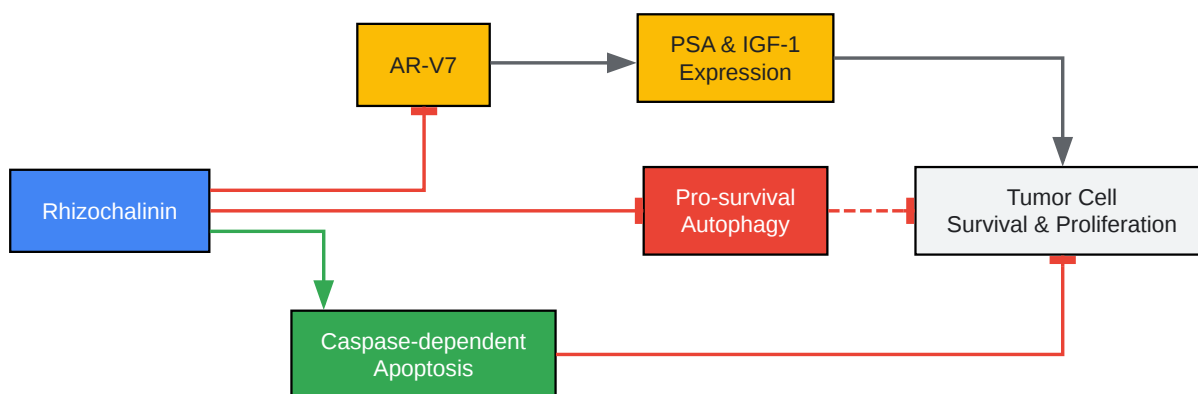 AR-V7
PSA & IGF-1
Expression
Rhizochalinin
Pro-survival
Autophagy
Tumor Cell
Survival & Proliferation
Caspase-dependent
Apoptosis